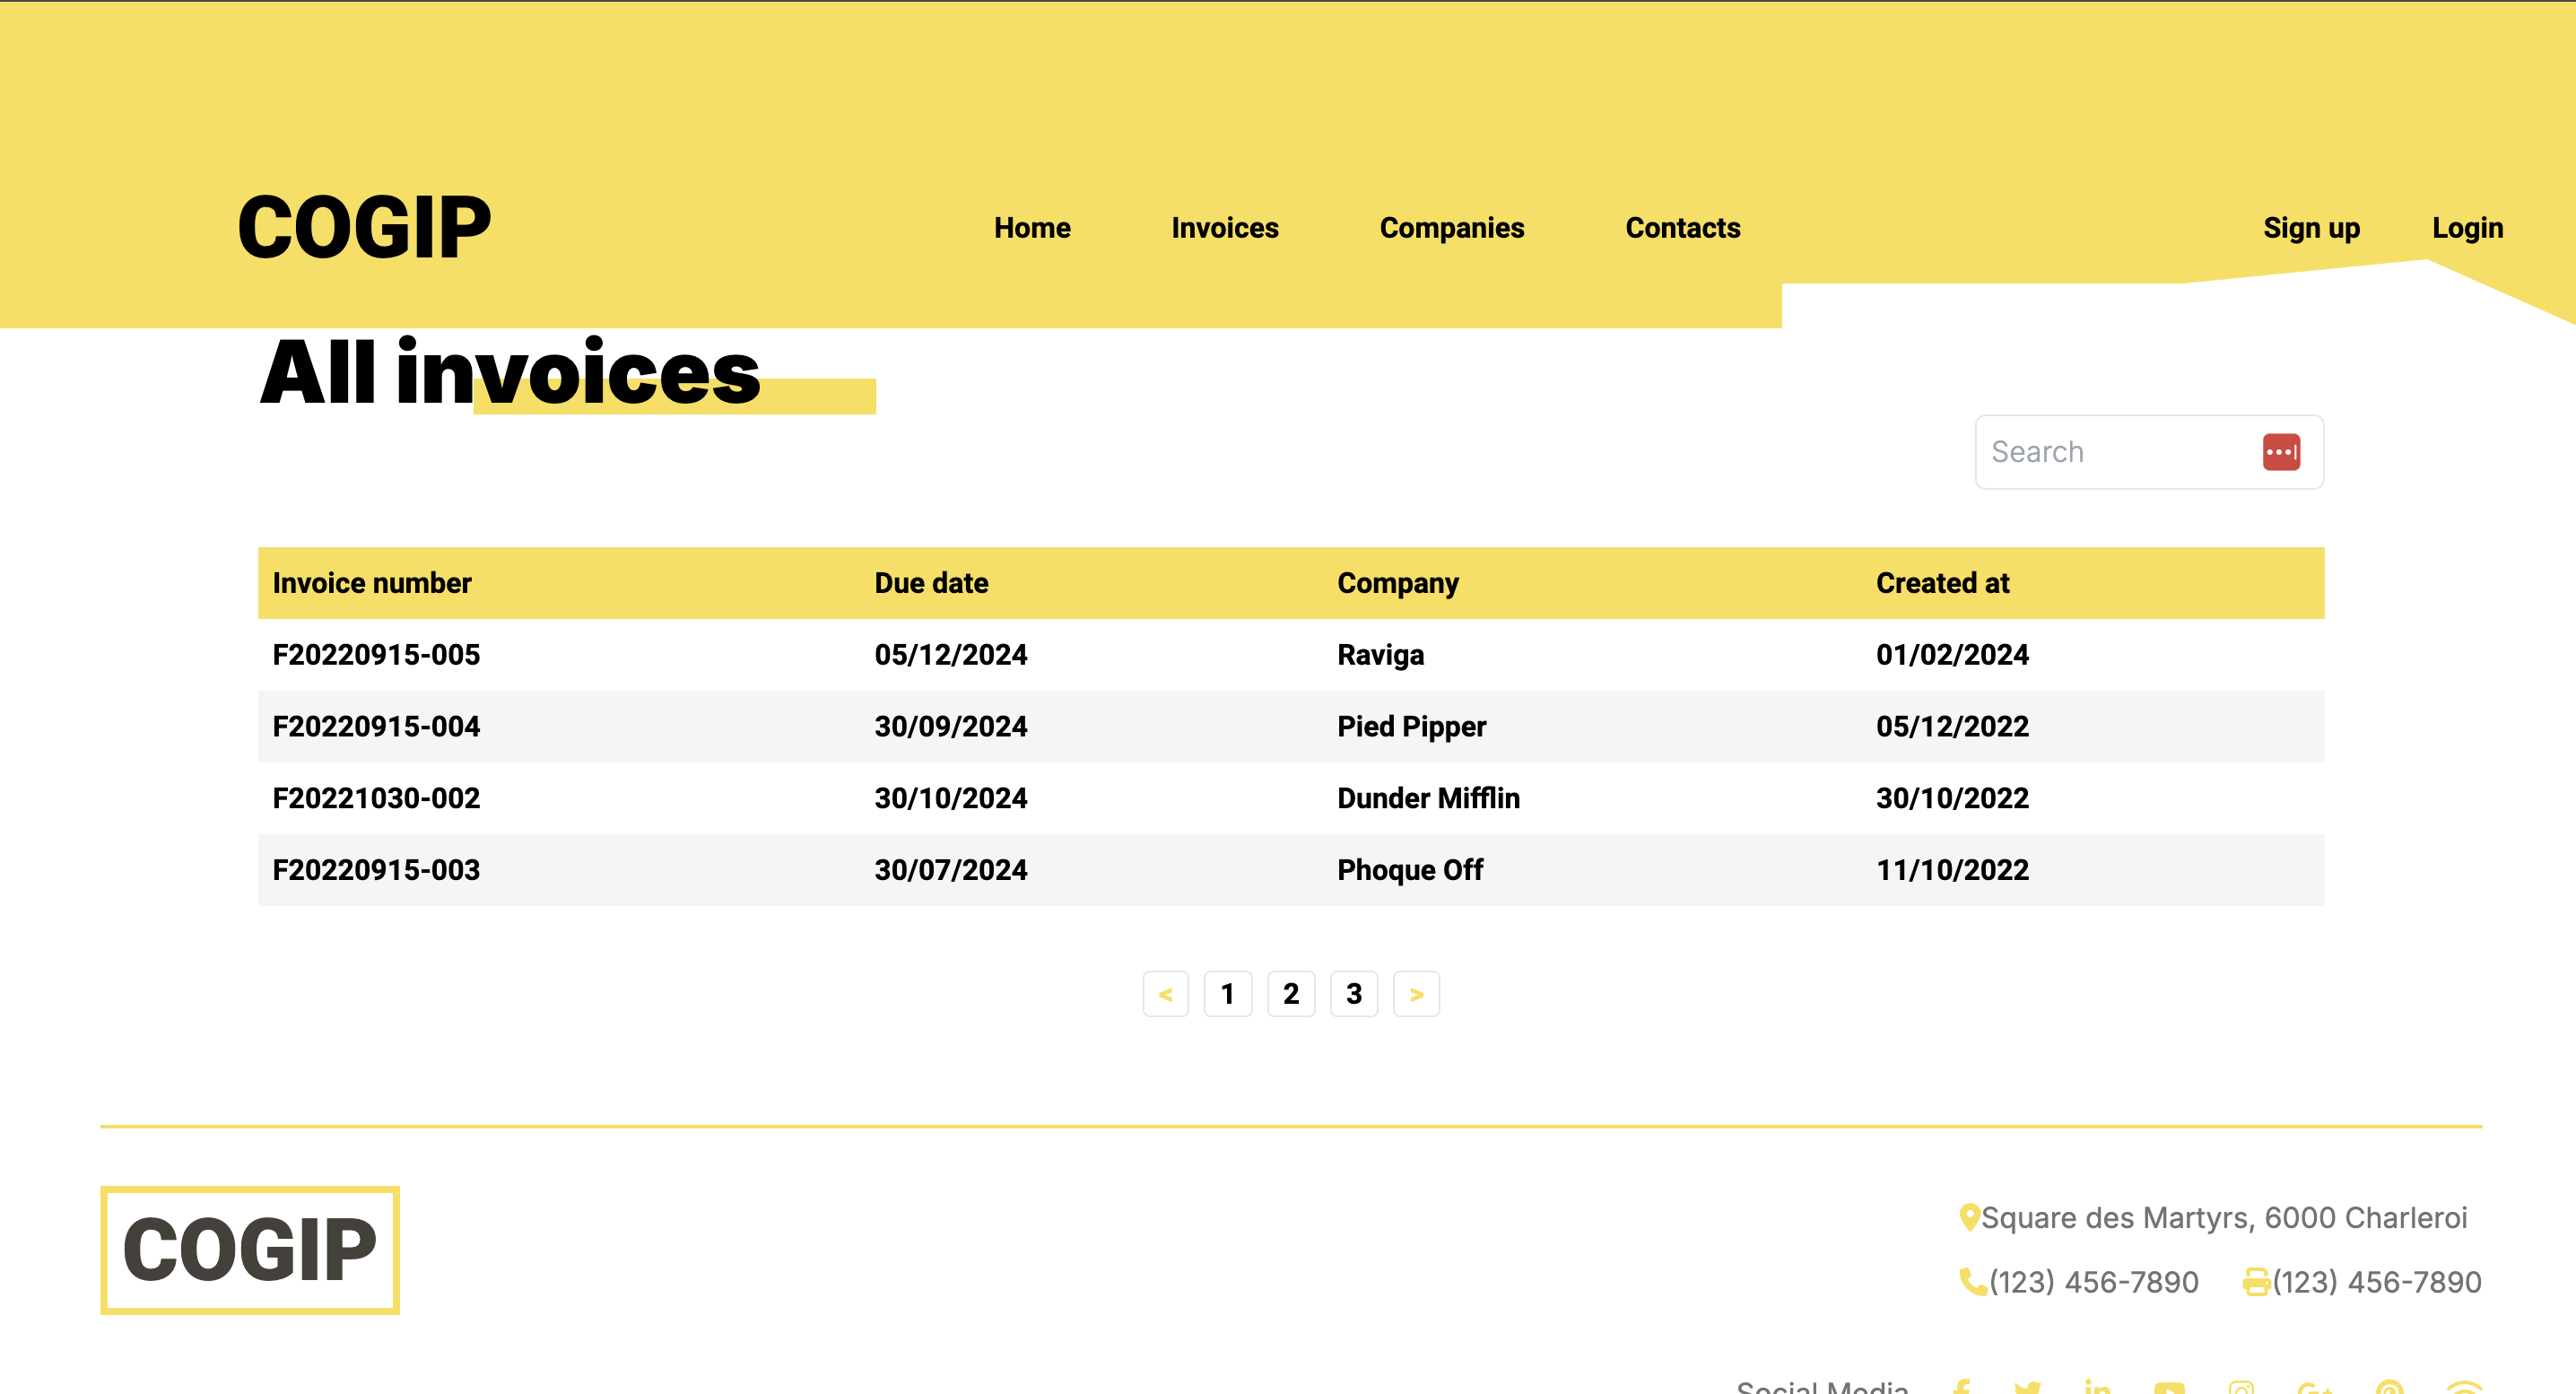 COGIP Home Invoices Companies Contacts Sign up Login
All invoices
Search
Invoice number Due date Company Created at
F20220915-005 05/12/2024 Raviga 01/02/2024
F20220915-004 30/09/2024 Pied Pipper 05/12/2022
F20221030-002 30/10/2024 Dunder Mifflin 30/10/2022
F20220915-003 30/07/2024 Phoque Off 11/10/2022
< 1 2 3 >
COGIP
Square des Martyrs, 6000 Charleroi
(123) 456-7890 (123) 456-7890
Social Media